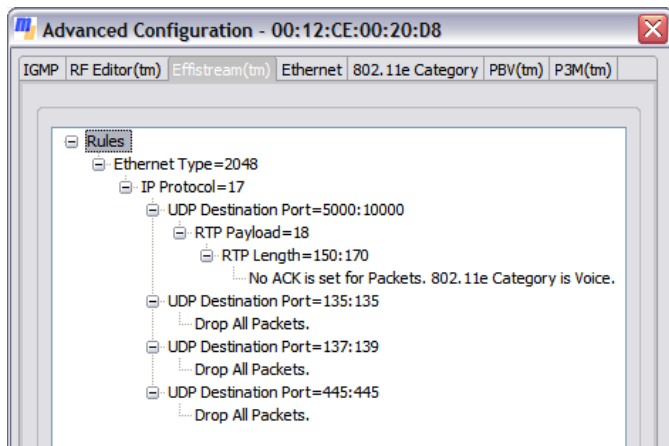 Advanced Configuration - 00:12:CE:00:20:D8
IGMP RF Editor(tm) Effistream(tm) Ethernet 802.11e Category PBV(tm) P3M(tm)
Rules
Ethernet Type=2048
IP Protocol=17
UDP Destination Port=5000:10000
RTP Payload=18
RTP Length=150:170
No ACK is set for Packets. 802.11e Category is Voice.
UDP Destination Port=135:135
Drop All Packets.
UDP Destination Port=137:139
Drop All Packets.
UDP Destination Port=445:445
Drop All Packets.